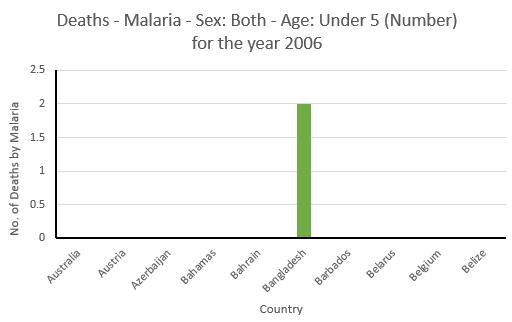 Deaths - Malaria - Sex: Both - Age: Under 5 (Number)
for the year 2006
No. of Deaths by Malaria
2.5
2
1.5
1
0.5
0
Australia
Austria
Azerbaijan
Bahamas
Bahrain
Bangladesh
Barbados
Belarus
Belgium
Belize
Country